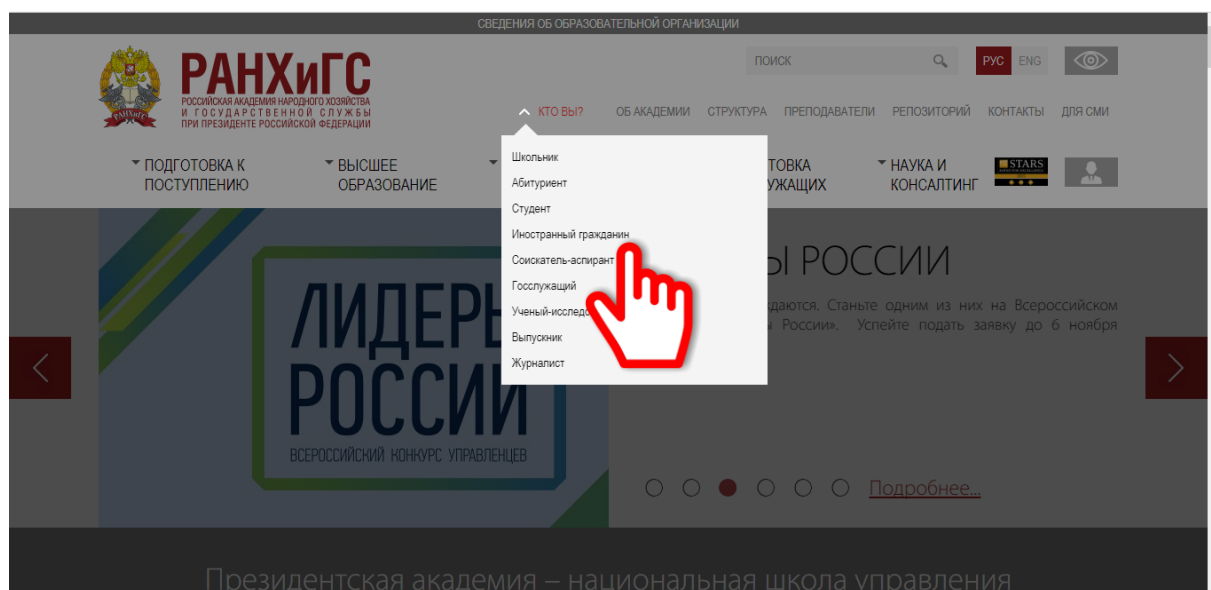 СВЕДЕНИЯ ОБ ОБРАЗОВАТЕЛЬНОЙ ОРГАНИЗАЦИИ
РАНХиГС
РОССИЙСКАЯ АКАДЕМИЯ НАРОДНОГО ХОЗЯЙСТВА
И ГОСУДАРСТВЕННОЙ СЛУЖБЫ
ПРИ ПРЕЗИДЕНТЕ РОССИЙСКОЙ ФЕДЕРАЦИИ
РАНХиГС
ПОИСК
РУС ENG
КТО ВЫ? ОБ АКАДЕМИИ СТРУКТУРА ПРЕПОДАВАТЕЛИ РЕПОЗИТОРИЙ КОНТАКТЫ ДЛЯ СМИ
ПОДГОТОВКА К
ПОСТУПЛЕНИЮ
ВЫСШЕЕ
ОБРАЗОВАНИЕ
ТОВКА
УЖАЩИХ
НАУКА И
КОНСАЛТИНГ
STARS
Школьник
Абитуриент
Студент
Иностранный гражданин
Соискатель-аспирант
Госслужащий
Ученый-исследо
Выпускник
Журналист
ЛИДЕРЫ
РОССИИ
ВСЕРОССИЙСКИЙ КОНКУРС УПРАВЛЕНЦЕВ
Ы РОССИИ
ждаются. Станьте одним из них на Всероссийском
России». Успейте подать заявку до 6 ноября
Подробнее...
Президентская академия – национальная школа управления